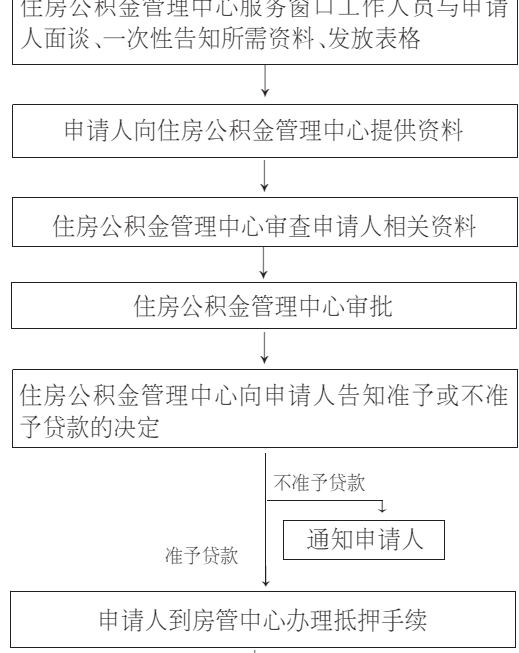 住房公积金管理中心服务窗口工作人员与申请
人面谈、一次性告知所需资料、发放表格
申请人向住房公积金管理中心提供资料
住房公积金管理中心审查申请人相关资料
住房公积金管理中心审批
住房公积金管理中心向申请人告知准予或不准
予贷款的决定
不准予贷款
通知申请人
准予贷款
申请人到房管中心办理抵押手续